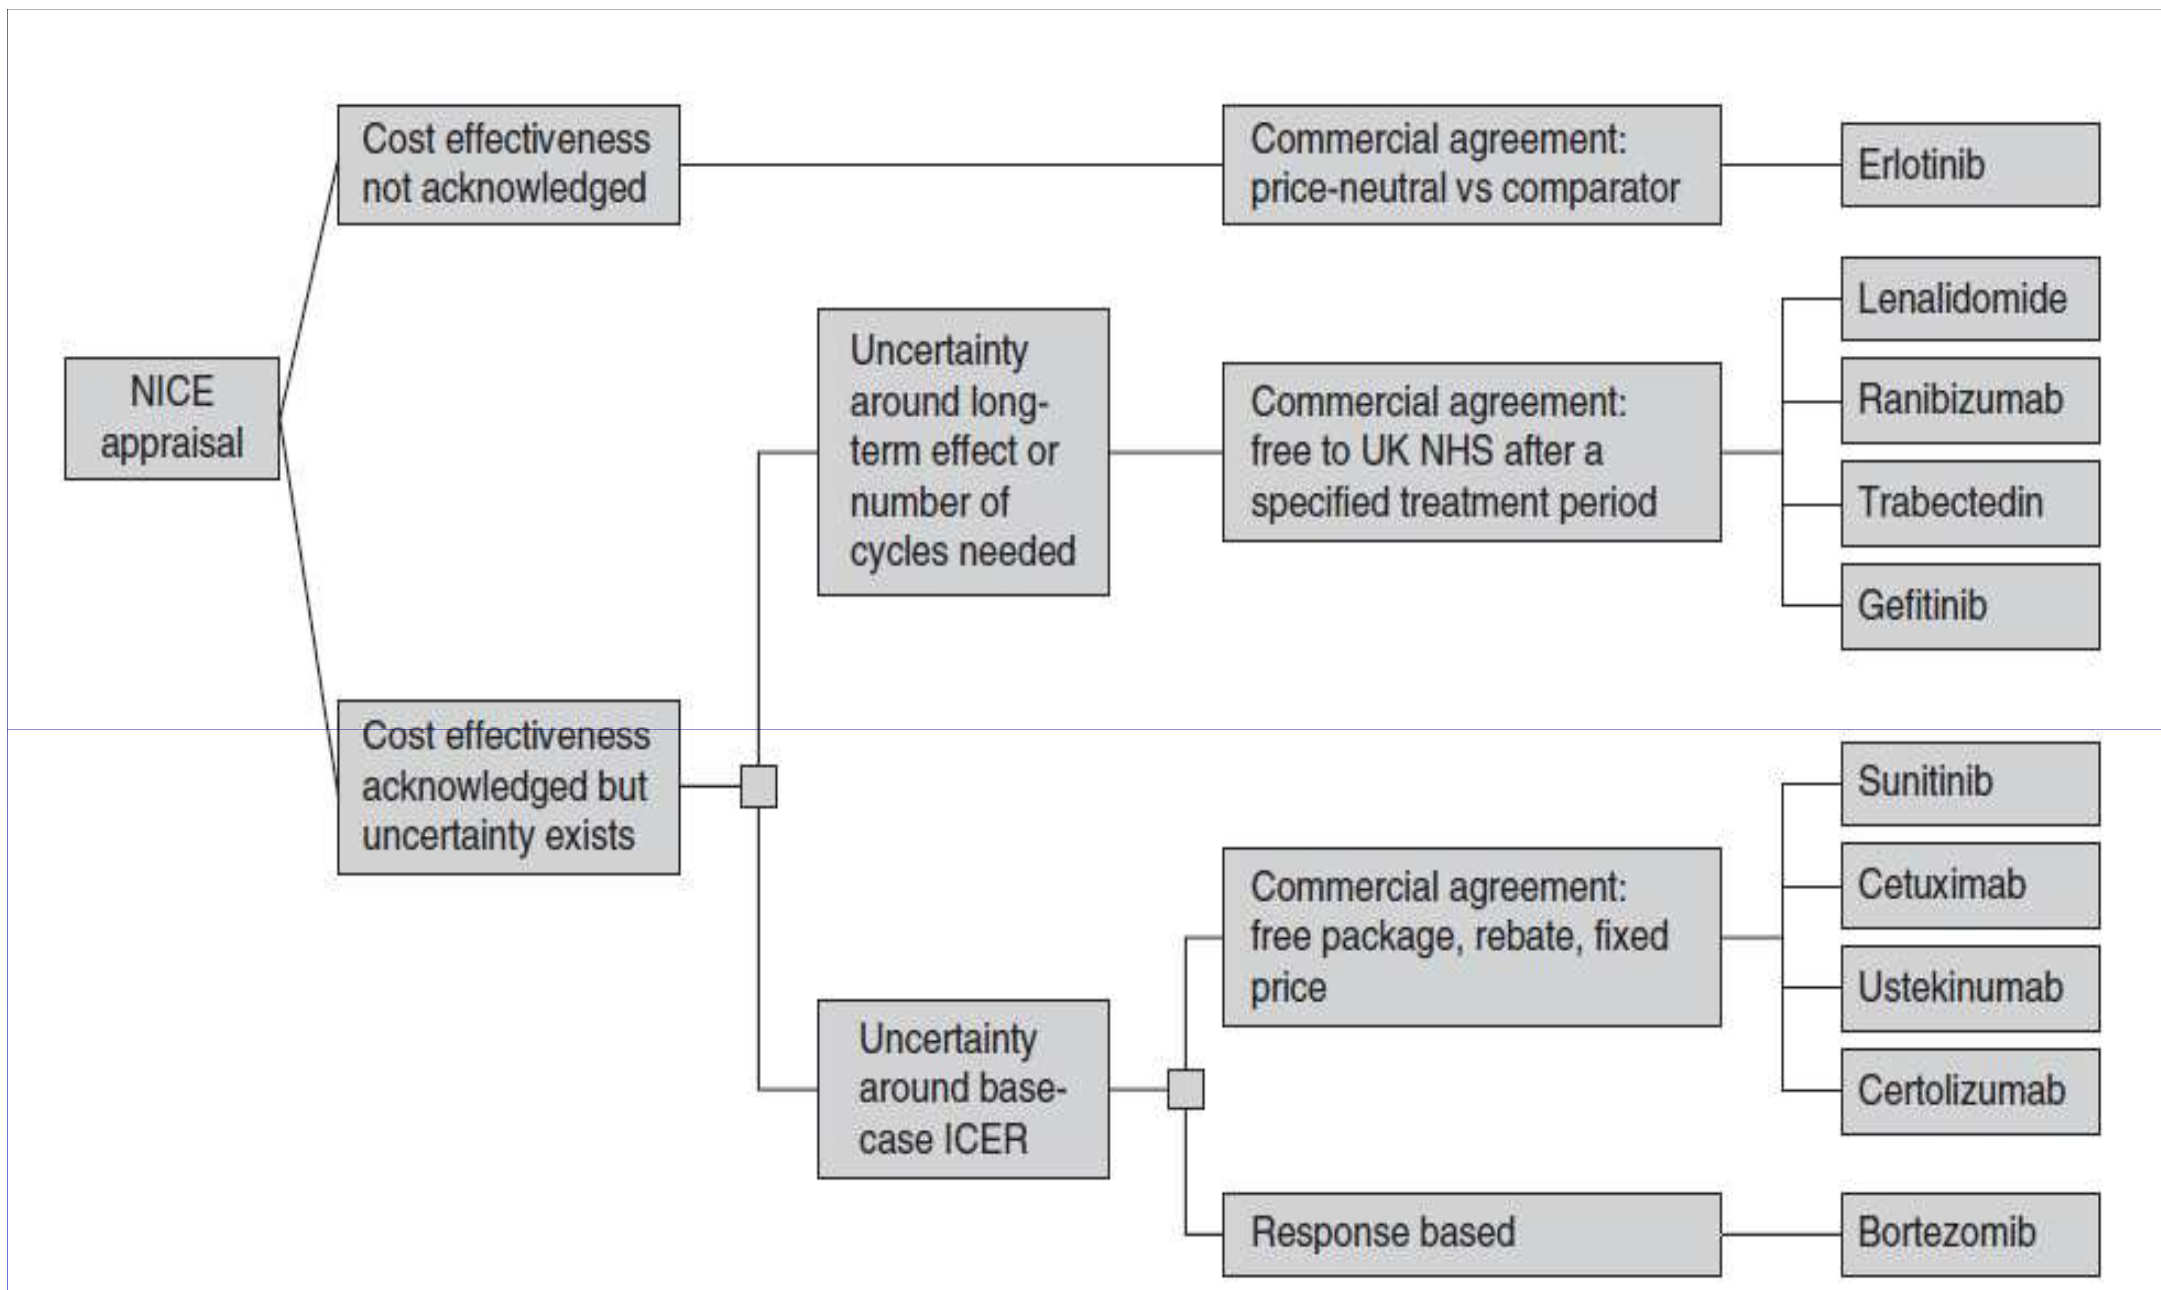 Cost effectiveness
not acknowledged
Commercial agreement:
price-neutral vs comparator
Erlotinib
NICE
appraisal
Uncertainty
around long-
term effect or
number of
cycles needed
Commercial agreement:
free to UK NHS after a
specified treatment period
Lenalidomide
Ranibizumab
Trabectedin
Gefitinib
Cost effectiveness
acknowledged but
uncertainty exists
Uncertainty
around base-
case ICER
Commercial agreement:
free package, rebate, fixed
price
Sunitinib
Cetuximab
Ustekinumab
Certolizumab
Response based
Bortezomib